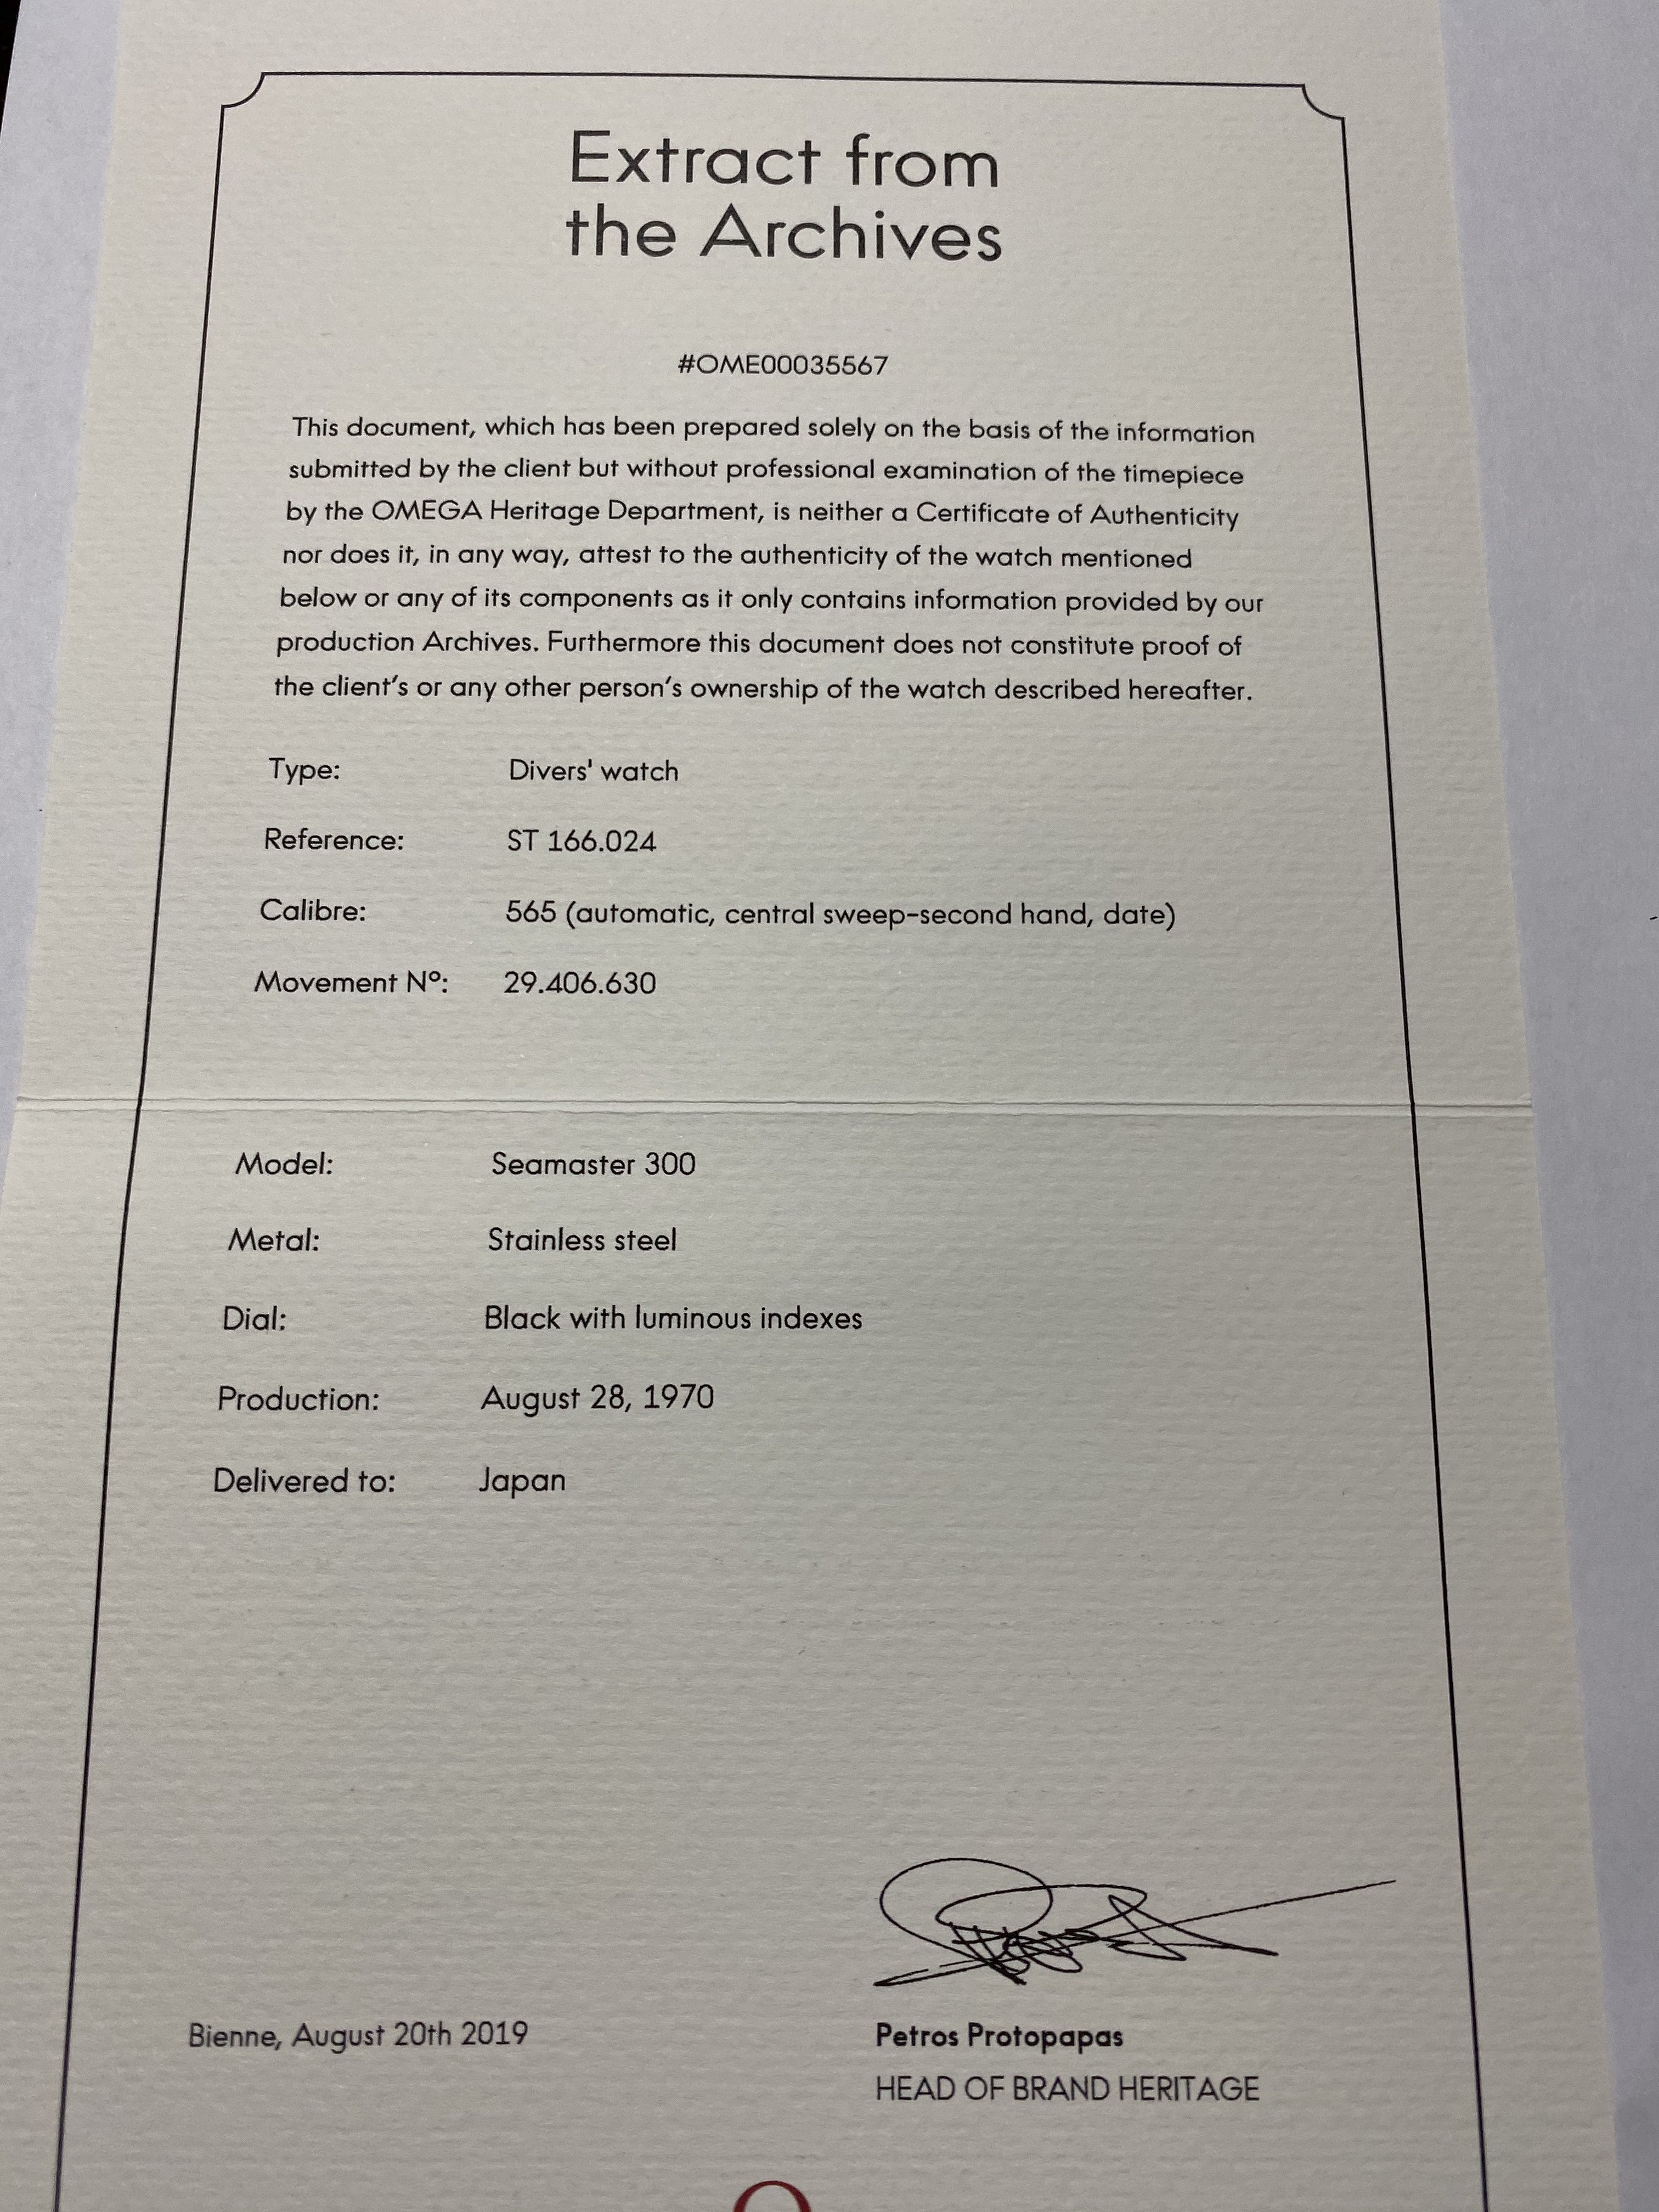 Extract from
the Archives
#OME00035567
This document, which has been prepared solely on the basis of the information
submitted by the client but without professional examination of the timepiece
by the OMEGA Heritage Department, is neither a Certificate of Authenticity
nor does it, in any way, attest to the authenticity of the watch mentioned
below or any of its components as it only contains information provided by our
production Archives. Furthermore this document does not constitute proof of
the client's or any other person's ownership of the watch described hereafter.
Type: Divers' watch
Reference: ST 166.024
Calibre: 565 (automatic, central sweep-second hand, date)
Movement Nº: 29.406.630
Model: Seamaster 300
Metal: Stainless steel
Dial: Black with luminous indexes
Production: August 28, 1970
Delivered to: Japan
Bienne, August 20th 2019 Petros Protopapas
HEAD OF BRAND HERITAGE